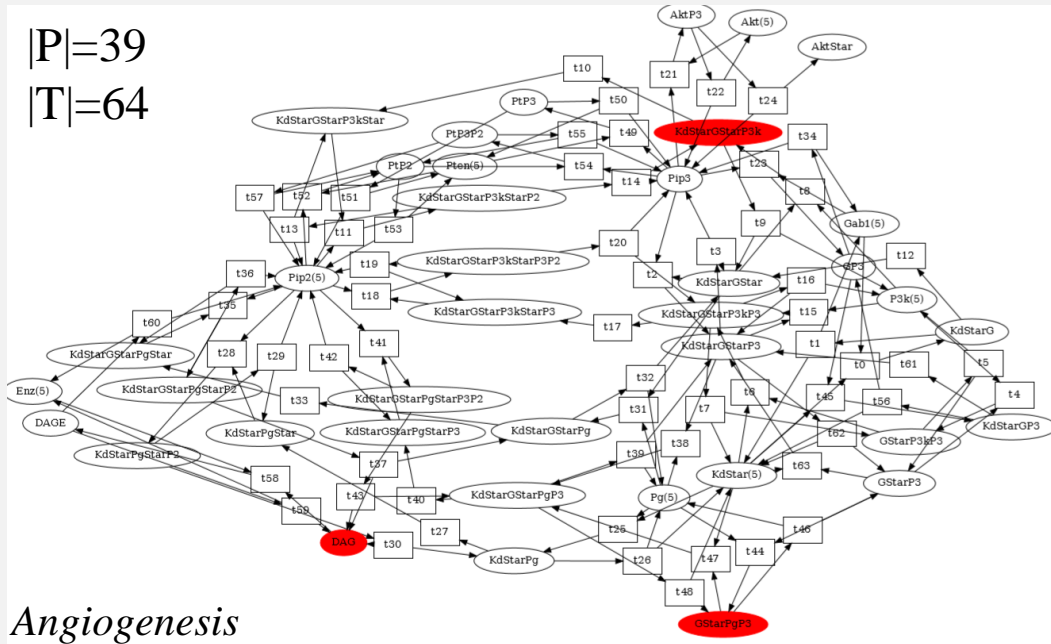 |P|=39
|T|=64
AktP3
Akt(5)
AktStar
t10
t21
t22
t24
PtP3
t50
KdStarGStarP3kStar
PtP3P2
t55
t49
KdStarGStarP3k
t34
PtP2
Pten(5)
t54
t23
t57
t52
t51
KdStarGStarP3kStarP2
t14
Pip3
t8
t13
t11
t53
t9
Gab1(5)
t20
t3
t12
t36
t19
KdStarGStarP3kStarP3P2
t2
GP3
Pip2(5)
KdStarGStar
t16
t35
t18
KdStarGStarP3kStarP3
KdStarGStarP3kP3
t15
P3k(5)
t60
t17
KdStarG
t28
t29
t42
t41
KdStarGStarP3
t1
KdStarGStarPgStar
t0
t61
t5
Enz(5)
KdStarGStarPgStarP2
t32
t6
t4
t33
KdStarGStarPgStarP3P2
t45
t56
DAGE
t31
t7
KdStarGP3
KdStarPgStar
KdStarGStarPgStarP3
KdStarGStarPg
t62
GStarP3kP3
KdStarPgStarP2
t37
t39
t38
t58
KdStar(5)
t63
GStarP3
t59
t43
t40
KdStarGStarPgP3
Pg(5)
DAG
t30
t27
t25
t46
KdStarPg
t26
t47
t44
t48
GStarPgP3
Angiogenesis